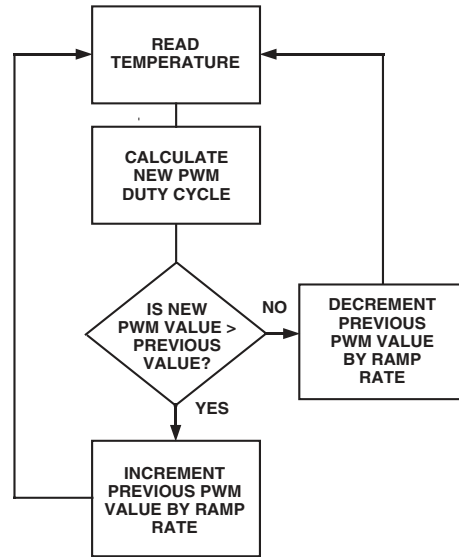 READ
TEMPERATURE
CALCULATE
NEW PWM
DUTY CYCLE
IS NEW
PWM VALUE >
PREVIOUS
VALUE?
NO
DECREMENT
PREVIOUS
PWM VALUE
BY RAMP
RATE
YES
INCREMENT
PREVIOUS PWM
VALUE BY RAMP
RATE